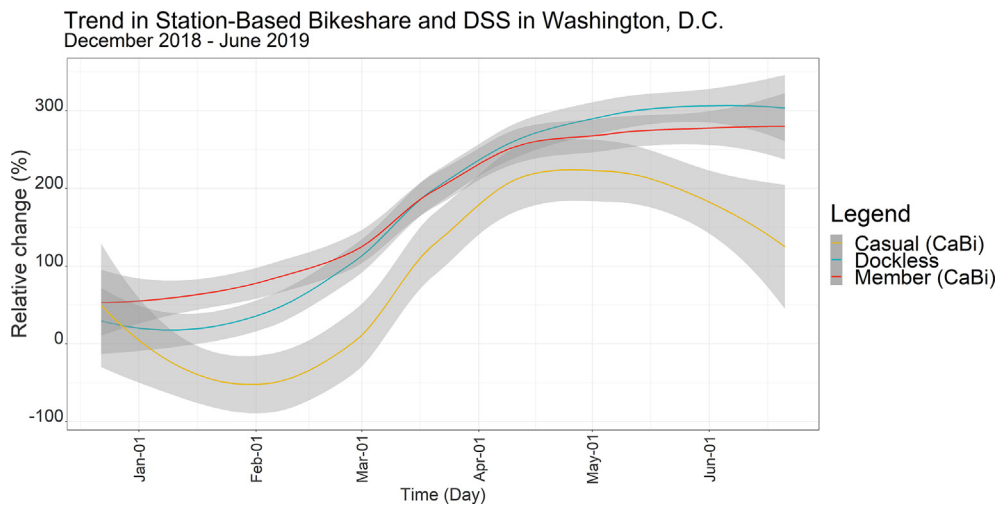 Trend in Station-Based Bikeshare and DSS in Washington, D.C.
December 2018 - June 2019
Relative change (%)
300
200
100
0
-100
Jan-01
Feb-01
Mar-01
Apr-01
May-01
Jun-01
Time (Day)
Legend
Casual (CaBi)
Dockless
Member (CaBi)